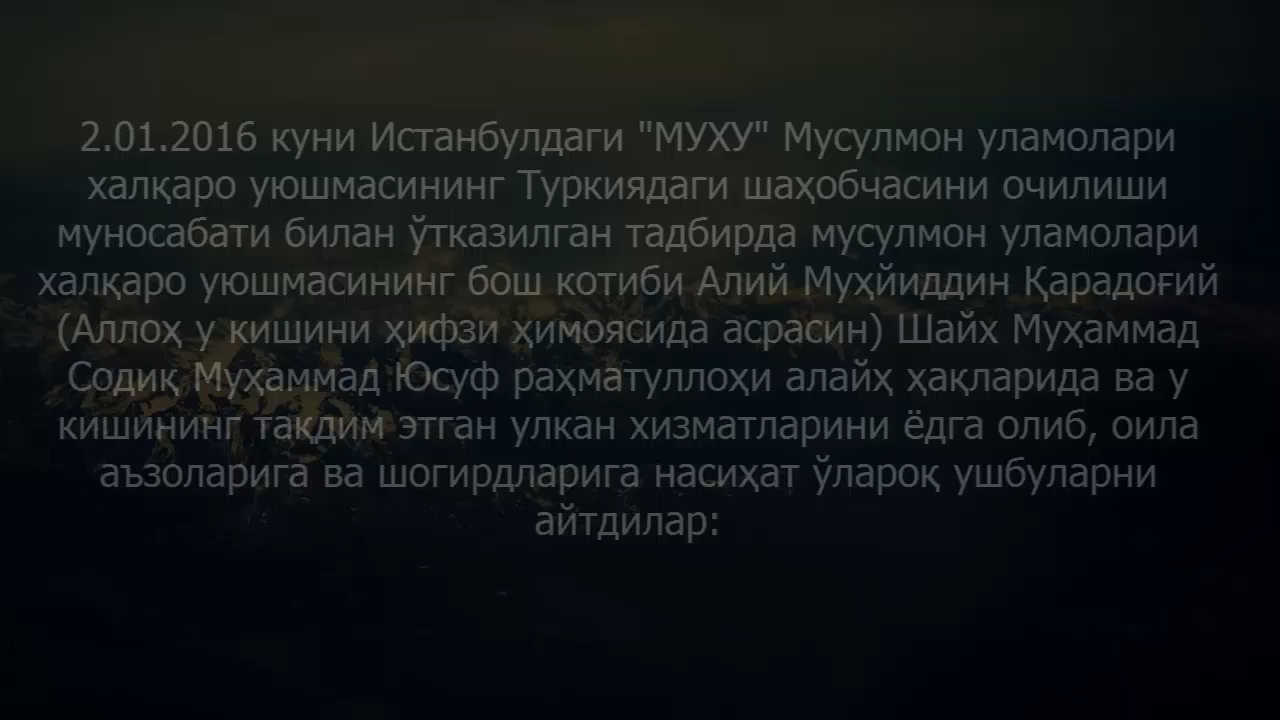 2.01.2016 куни Истанбулдаги "МУХУ" Мусулмон уламолари
халқаро уюшмасининг Туркиядаги шаҳобчасини очилиши
муносабати билан ўтказилган тадбирда мусулмон уламолари
халқаро уюшмасининг бош котиби Алий Муҳйиддин Қарадоғий
(Аллоҳ у кишини ҳифзи ҳимоясида асрасин) Шайх Муҳаммад
Содиқ Муҳаммад Юсуф раҳматуллоҳи алайҳ ҳақларида ва у
кишининг тақдим этган улкан хизматларини ёдга олиб, оила
аъзоларига ва шогирдларига насиҳат ўлароқ ушбуларни
айтдилар: